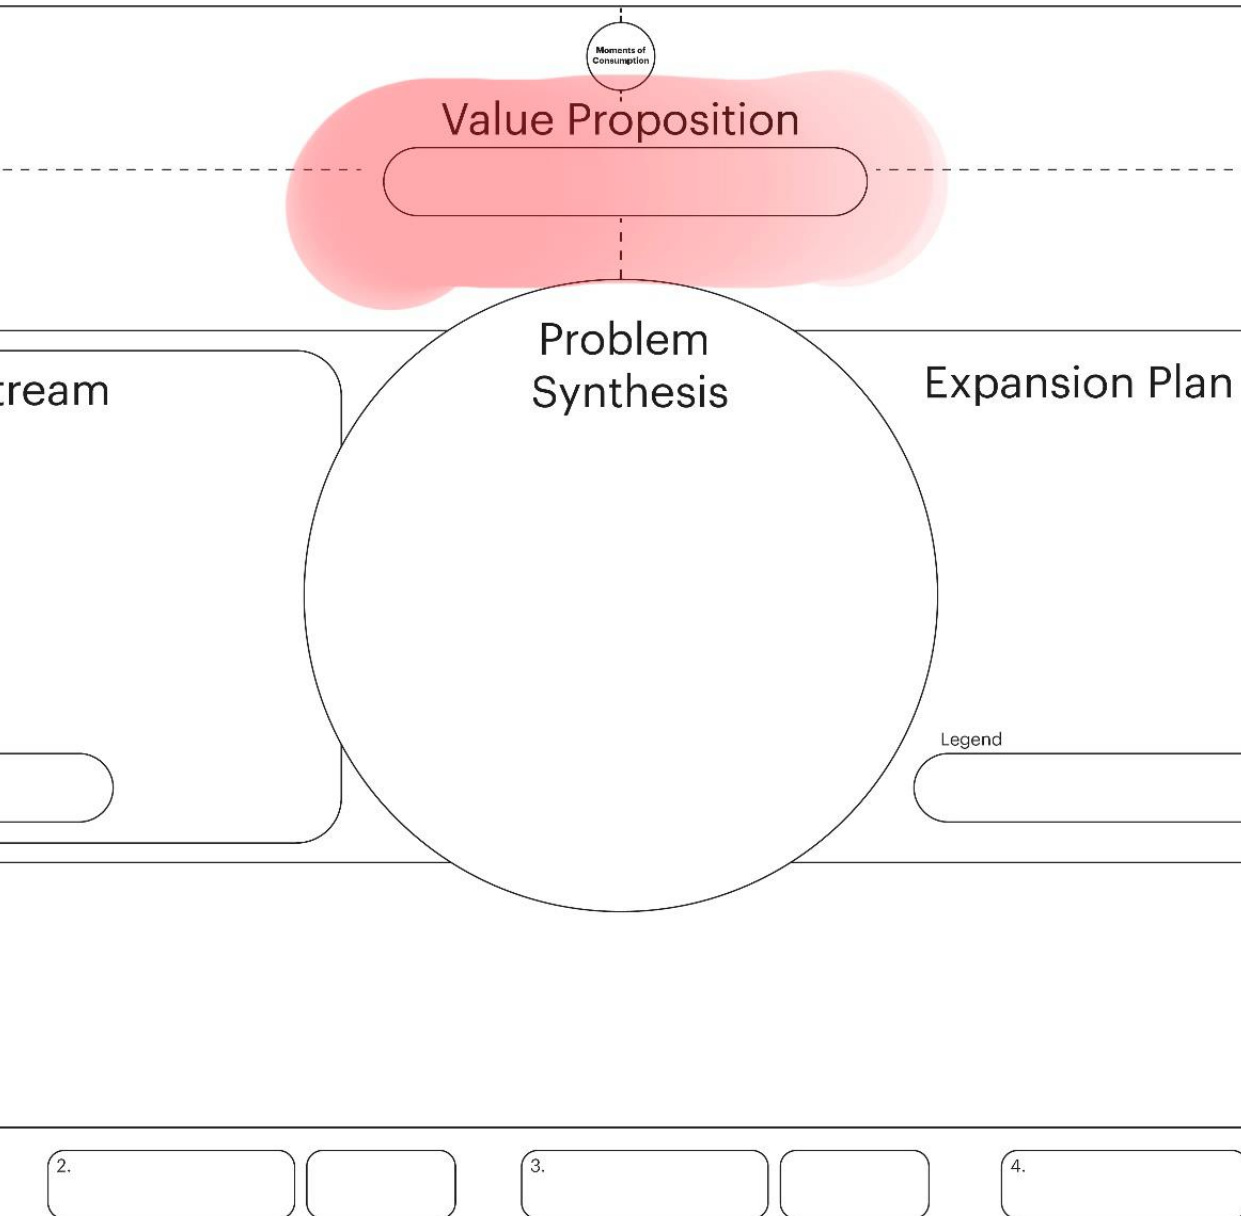 Moments of
Consumption
Value Proposition
Problem
Synthesis
tream
Expansion Plan
Legend
2.
3.
4.